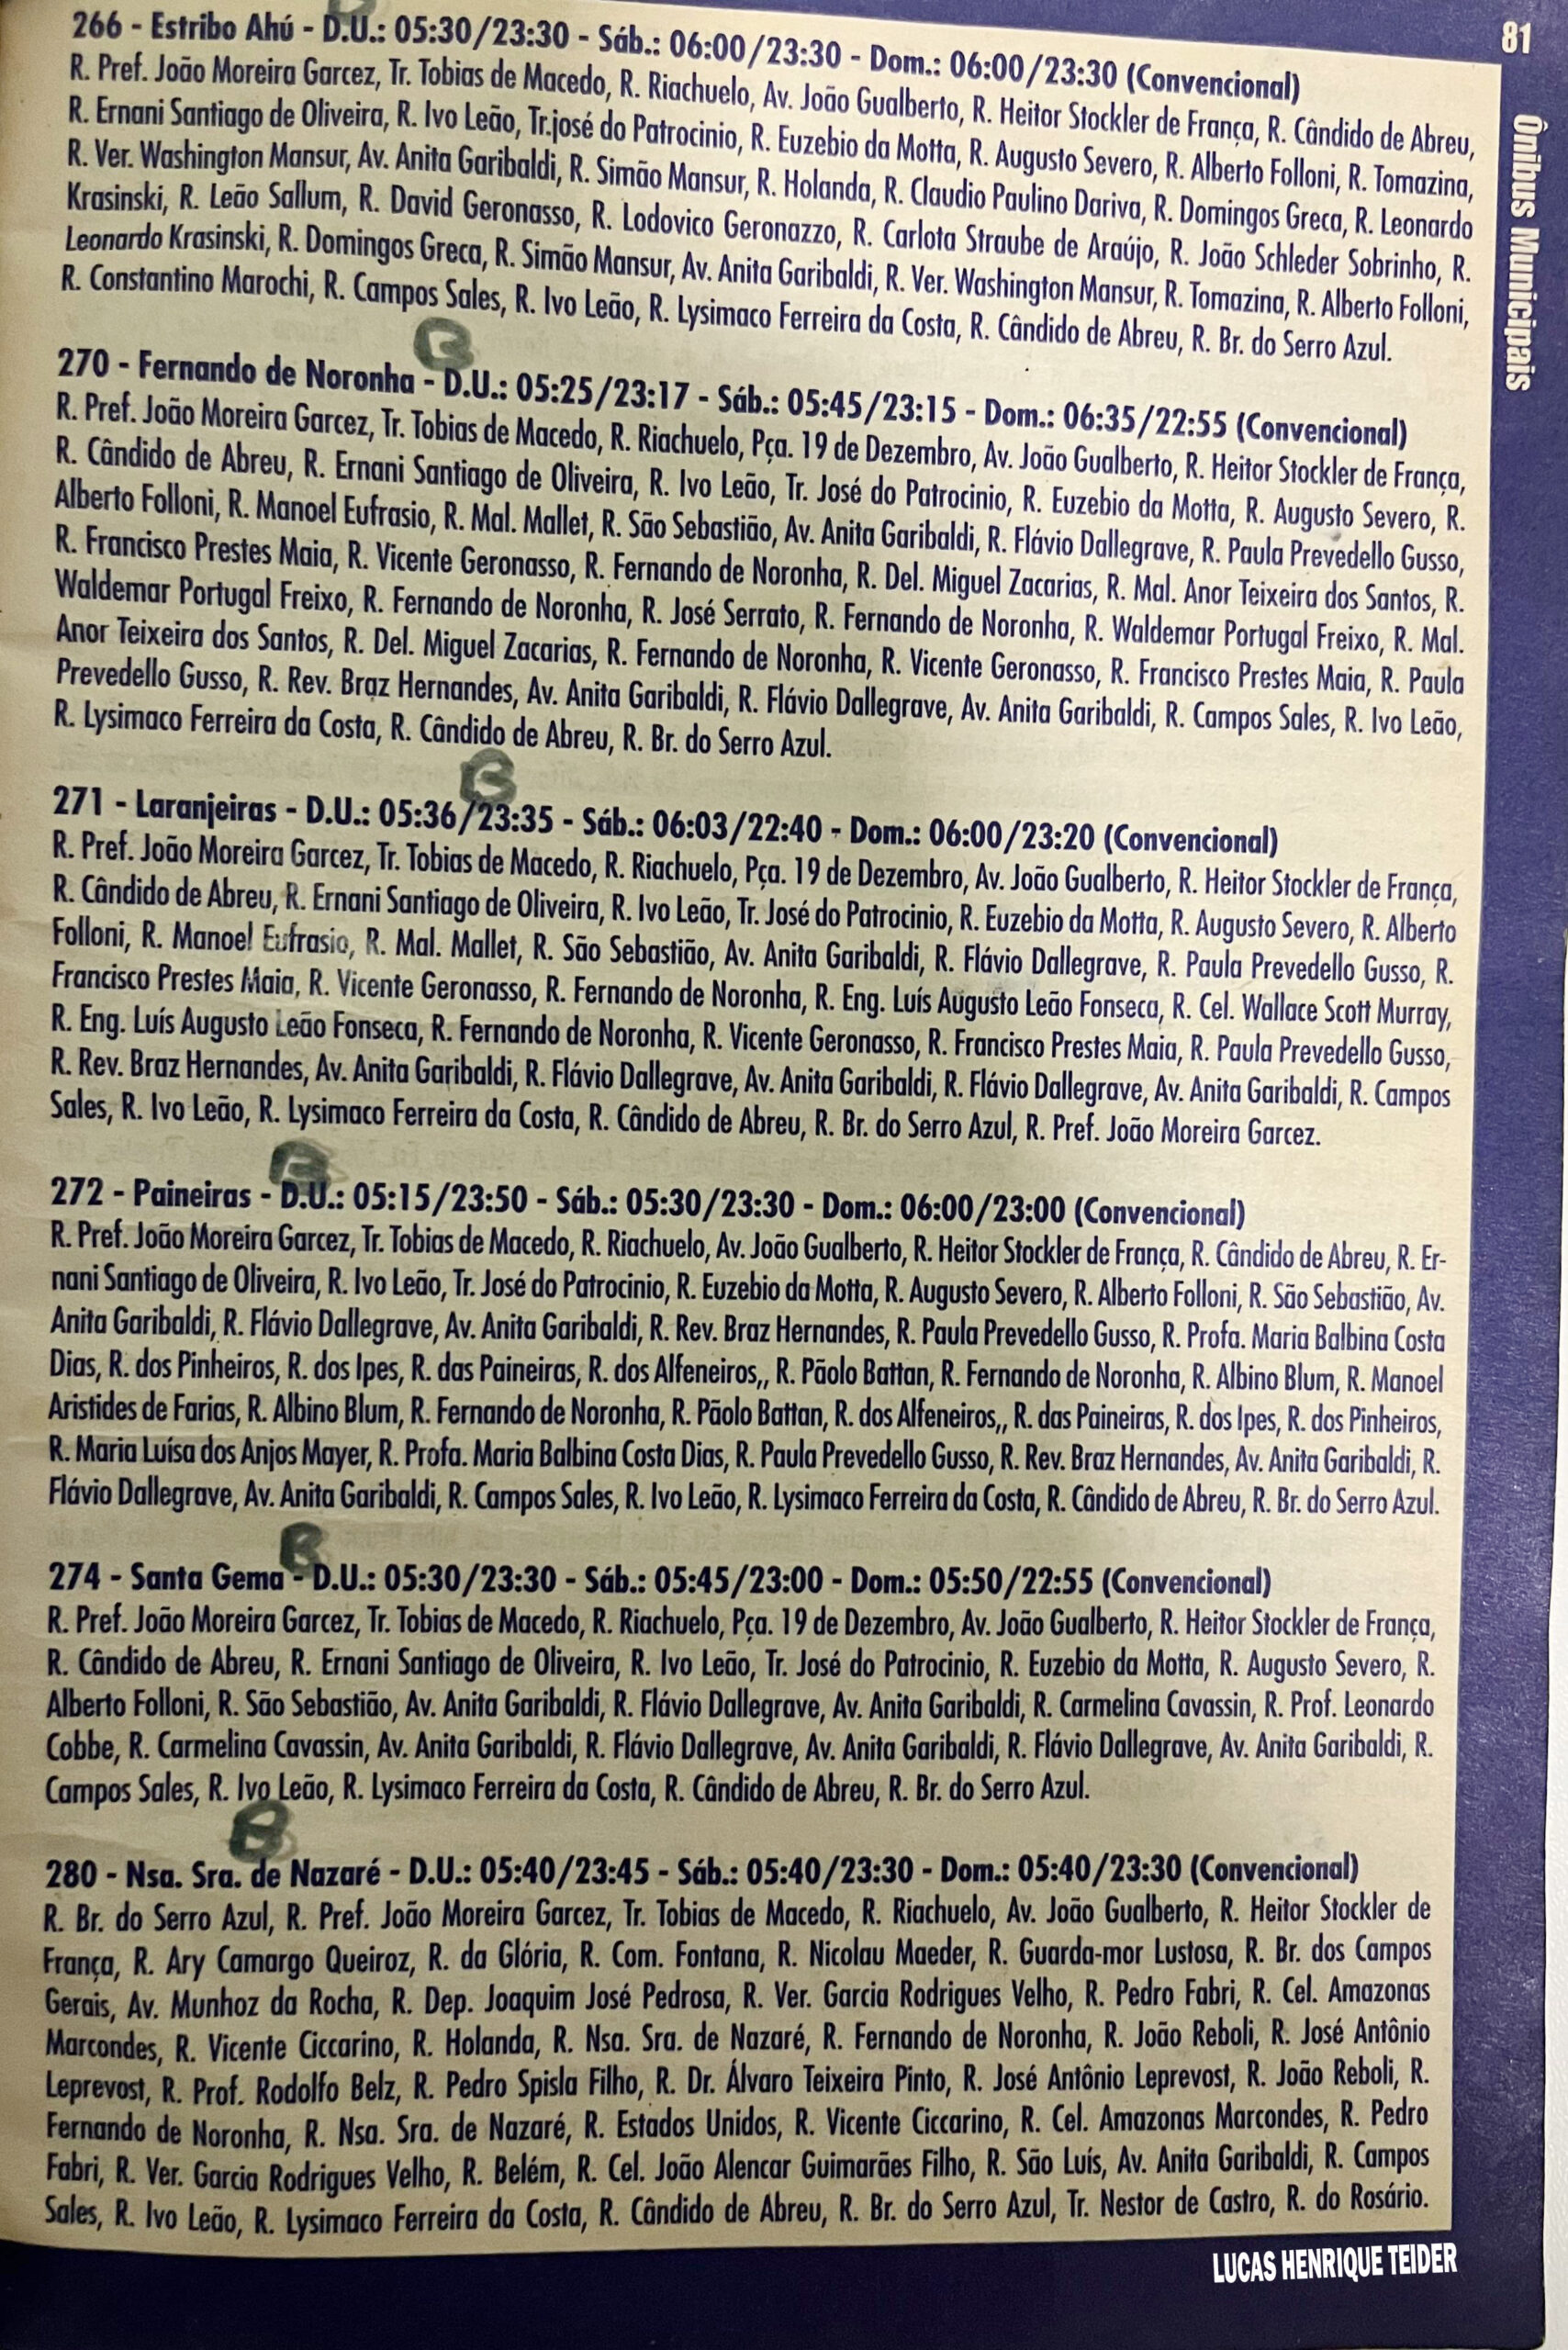 81
Ônibus Municipais
266 - Estribo Ahú - D.U.: 05:30/23:30 - Sáb.: 06:00/23:30 - Dom.: 06:00/23:30 (Convencional)
R. Pref. João Moreira Garcez, Tr. Tobias de Macedo, R. Riachuelo, Av. João Gualberto, R. Heitor Stockler de França, R. Cândido de Abreu,
R. Ernani Santiago de Oliveira, R. Ivo Leão, Tr.josé do Patrocinio, R. Euzebio da Motta, R. Augusto Severo, R. Alberto Folloni, R. Tomazina,
R. Ver. Washington Mansur, Av. Anita Garibaldi, R. Simão Mansur, R. Holanda, R. Claudio Paulino Dariva, R. Domingos Greca, R. Leonardo
Krasinski, R. Leão Sallum, R. David Geronasso, R. Lodovico Geronazzo, R. Carlota Straube de Araújo, R. João Schleder Sobrinho, R.
Leonardo Krasinski, R. Domingos Greca, R. Simão Mansur, Av. Anita Garibaldi, R. Ver. Washington Mansur, R. Tomazina, R. Alberto Folloni,
R. Constantino Marochi, R. Campos Sales, R. Ivo Leão, R. Lysimaco Ferreira da Costa, R. Cândido de Abreu, R. Br. do Serro Azul.
270 - Fernando de Noronha - D.U.: 05:25/23:17 - Sáb.: 05:45/23:15 - Dom.: 06:35/22:55 (Convencional)
R. Pref. João Moreira Garcez, Tr. Tobias de Macedo, R. Riachuelo, Pça. 19 de Dezembro, Av. João Gualberto, R. Heitor Stockler de França,
R. Cândido de Abreu, R. Ernani Santiago de Oliveira, R. Ivo Leão, Tr. José do Patrocinio, R. Euzebio da Motta, R. Augusto Severo, R.
Alberto Folloni, R. Manoel Eufrasio, R. Mal. Mallet, R. São Sebastião, Av. Anita Garibaldi, R. Flávio Dallegrave, R. Paula Prevedello Gusso,
R. Francisco Prestes Maia, R. Vicente Geronasso, R. Fernando de Noronha, R. Del. Miguel Zacarias, R. Mal. Anor Teixeira dos Santos, R.
Waldemar Portugal Freixo, R. Fernando de Noronha, R. José Serrato, R. Fernando de Noronha, R. Waldemar Portugal Freixo, R. Mal.
Anor Teixeira dos Santos, R. Del. Miguel Zacarias, R. Fernando de Noronha, R. Vicente Geronasso, R. Francisco Prestes Maia, R. Paula
Prevedello Gusso, R. Rev. Braz Hernandes, Av. Anita Garibaldi, R. Flávio Dallegrave, Av. Anita Garibaldi, R. Campos Sales, R. Ivo Leão,
R. Lysimaco Ferreira da Costa, R. Cândido de Abreu, R. Br. do Serro Azul.
271 - Laranjeiras - D.U.: 05:36/23:35 - Sáb.: 06:03/22:40 - Dom.: 06:00/23:20 (Convencional)
R. Pref. João Moreira Garcez, Tr. Tobias de Macedo, R. Riachuelo, Pça. 19 de Dezembro, Av. João Gualberto, R. Heitor Stockler de França,
R. Cândido de Abreu, R. Ernani Santiago de Oliveira, R. Ivo Leão, Tr. José do Patrocinio, R. Euzebio da Motta, R. Augusto Severo, R. Alberto
Folloni, R. Manoel Eufrasio, R. Mal. Mallet, R. São Sebastião, Av. Anita Garibaldi, R. Flávio Dallegrave, R. Paula Prevedello Gusso, R.
Francisco Prestes Maia, R. Vicente Geronasso, R. Fernando de Noronha, R. Eng. Luís Augusto Leão Fonseca, R. Cel. Wallace Scott Murray,
R. Eng. Luís Augusto Leão Fonseca, R. Fernando de Noronha, R. Vicente Geronasso, R. Francisco Prestes Maia, R. Paula Prevedello Gusso,
R. Rev. Braz Hernandes, Av. Anita Garibaldi, R. Flávio Dallegrave, Av. Anita Garibaldi, R. Flávio Dallegrave, Av. Anita Garibaldi, R. Campos
Sales, R. Ivo Leão, R. Lysimaco Ferreira da Costa, R. Cândido de Abreu, R. Br. do Serro Azul, R. Pref. João Moreira Garcez.
272 - Paineiras - D.U.: 05:15/23:50 - Sáb.: 05:30/23:30 - Dom.: 06:00/23:00 (Convencional)
R. Pref. João Moreira Garcez, Tr. Tobias de Macedo, R. Riachuelo, Av. João Gualberto, R. Heitor Stockler de França, R. Cândido de Abreu, R. Er-
nani Santiago de Oliveira, R. Ivo Leão, Tr. José do Patrocinio, R. Euzebio da Motta, R. Augusto Severo, R. Alberto Folloni, R. São Sebastião, Av.
Anita Garibaldi, R. Flávio Dallegrave, Av. Anita Garibaldi, R. Rev. Braz Hernandes, R. Paula Prevedello Gusso, R. Profa. Maria Balbina Costa
Dias, R. dos Pinheiros, R. dos Ipes, R. das Paineiras, R. dos Alfeneiros,, R. Pãolo Battan, R. Fernando de Noronha, R. Albino Blum, R. Manoel
Aristides de Farias, R. Albino Blum, R. Fernando de Noronha, R. Pãolo Battan, R. dos Alfeneiros,, R. das Paineiras, R. dos Ipes, R. dos Pinheiros,
R. Maria Luísa dos Anjos Mayer, R. Profa. Maria Balbina Costa Dias, R. Paula Prevedello Gusso, R. Rev. Braz Hernandes, Av. Anita Garibaldi, R.
Flávio Dallegrave, Av. Anita Garibaldi, R. Campos Sales, R. Ivo Leão, R. Lysimaco Ferreira da Costa, R. Cândido de Abreu, R. Br. do Serro Azul.
274 - Santa Gema - D.U.: 05:30/23:30 - Sáb.: 05:45/23:00 - Dom.: 05:50/22:55 (Convencional)
R. Pref. João Moreira Garcez, Tr. Tobias de Macedo, R. Riachuelo, Pça. 19 de Dezembro, Av. João Gualberto, R. Heitor Stockler de França,
R. Cândido de Abreu, R. Ernani Santiago de Oliveira, R. Ivo Leão, Tr. José do Patrocinio, R. Euzebio da Motta, R. Augusto Severo, R.
Alberto Folloni, R. São Sebastião, Av. Anita Garibaldi, R. Flávio Dallegrave, Av. Anita Garibaldi, R. Carmelina Cavassin, R. Prof. Leonardo
Cobbe, R. Carmelina Cavassin, Av. Anita Garibaldi, R. Flávio Dallegrave, Av. Anita Garibaldi, R. Flávio Dallegrave, Av. Anita Garibaldi, R.
Campos Sales, R. Ivo Leão, R. Lysimaco Ferreira da Costa, R. Cândido de Abreu, R. Br. do Serro Azul.
280 - Nsa. Sra. de Nazaré - D.U.: 05:40/23:45 - Sáb.: 05:40/23:30 - Dom.: 05:40/23:30 (Convencional)
R. Br. do Serro Azul, R. Pref. João Moreira Garcez, Tr. Tobias de Macedo, R. Riachuelo, Av. João Gualberto, R. Heitor Stockler de
França, R. Ary Camargo Queiroz, R. da Glória, R. Com. Fontana, R. Nicolau Maeder, R. Guarda-mor Lustosa, R. Br. dos Campos
Gerais, Av. Munhoz da Rocha, R. Dep. Joaquim José Pedrosa, R. Ver. Garcia Rodrigues Velho, R. Pedro Fabri, R. Cel. Amazonas
Marcondes, R. Vicente Ciccarino, R. Holanda, R. Nsa. Sra. de Nazaré, R. Fernando de Noronha, R. João Reboli, R. José Antônio
Leprevost, R. Prof. Rodolfo Belz, R. Pedro Spisla Filho, R. Dr. Álvaro Teixeira Pinto, R. José Antônio Leprevost, R. João Reboli, R.
Fernando de Noronha, R. Nsa. Sra. de Nazaré, R. Estados Unidos, R. Vicente Ciccarino, R. Cel. Amazonas Marcondes, R. Pedro
Fabri, R. Ver. Garcia Rodrigues Velho, R. Belém, R. Cel. João Alencar Guimarães Filho, R. São Luís, Av. Anita Garibaldi, R. Campos
Sales, R. Ivo Leão, R. Lysimaco Ferreira da Costa, R. Cândido de Abreu, R. Br. do Serro Azul, Tr. Nestor de Castro, R. do Rosário.
LUCAS HENRIQUE TEIDER